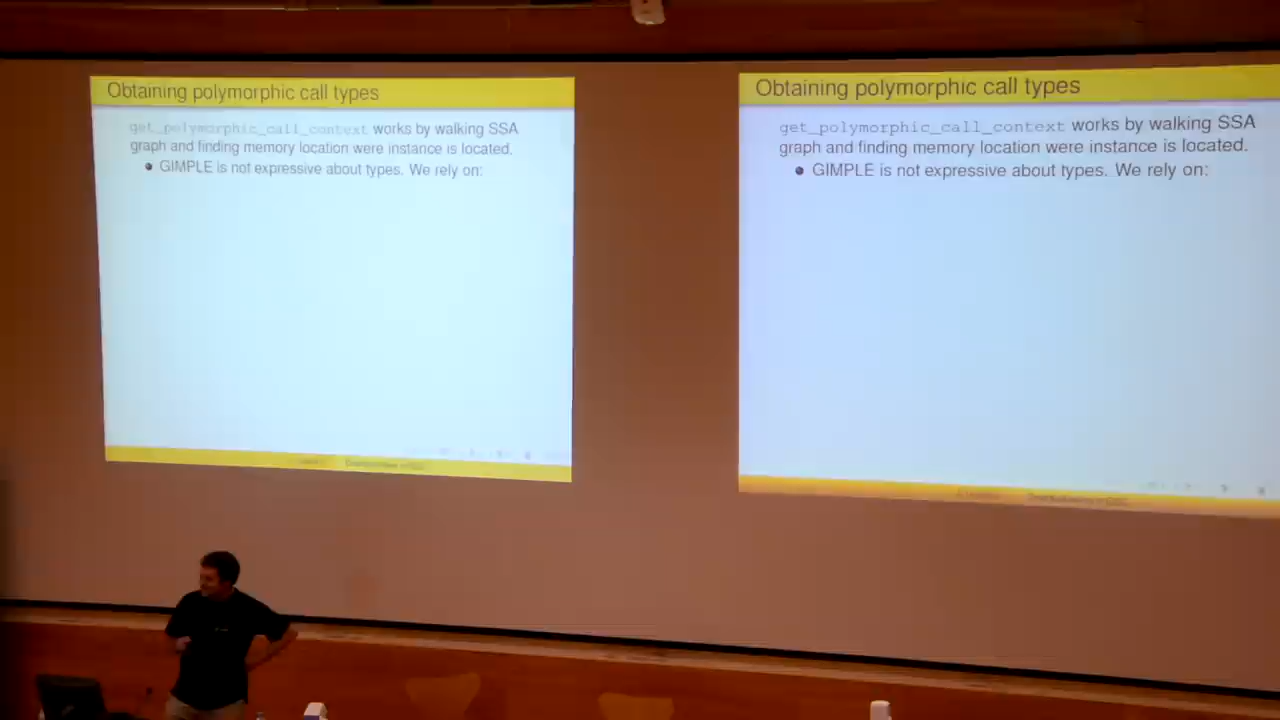 Obtaining polymorphic call types
get_polymorphic_call_context works by walking SSA
graph and finding memory location were instance is located.
GIMPLE is not expressive about types. We rely on:
Obtaining polymorphic call types
get_polymorphic_call_context works by walking SSA
graph and finding memory location were instance is located.
GIMPLE is not expressive about types. We rely on: